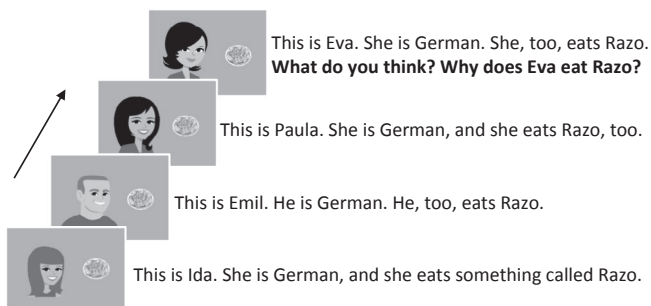 This is Eva. She is German. She, too, eats Razo.
What do you think? Why does Eva eat Razo?
This is Paula. She is German, and she eats Razo, too.
This is Emil. He is German. He, too, eats Razo.
This is Ida. She is German, and she eats something called Razo.